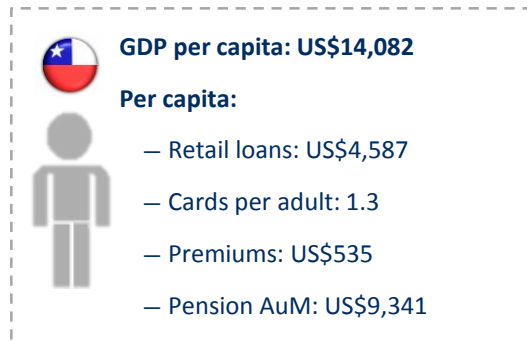 GDP per capita: US$14,082
Per capita:
— Retail loans: US$4,587
— Cards per adult: 1.3
— Premiums: US$535
— Pension AuM: US$9,341